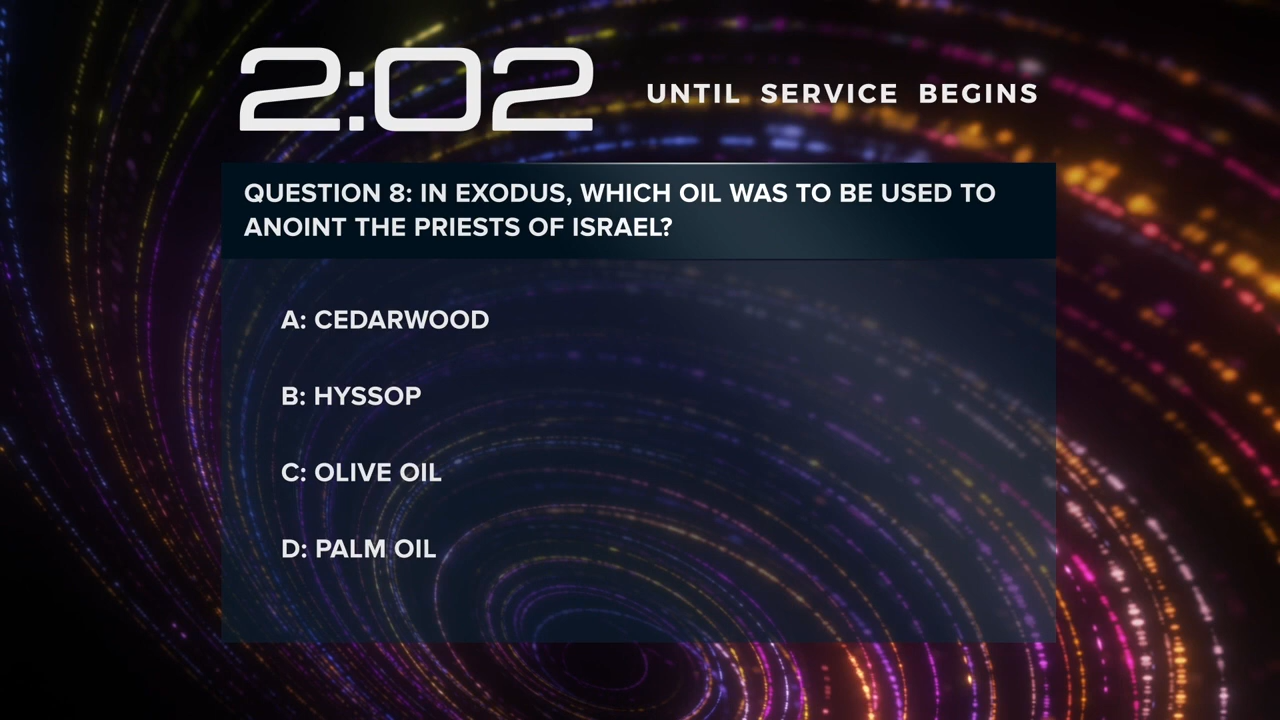 2:02 UNTIL SERVICE BEGINS
QUESTION 8: IN EXODUS, WHICH OIL WAS TO BE USED TO
ANOINT THE PRIESTS OF ISRAEL?
A: CEDARWOOD
B: HYSSOP
C: OLIVE OIL
D: PALM OIL